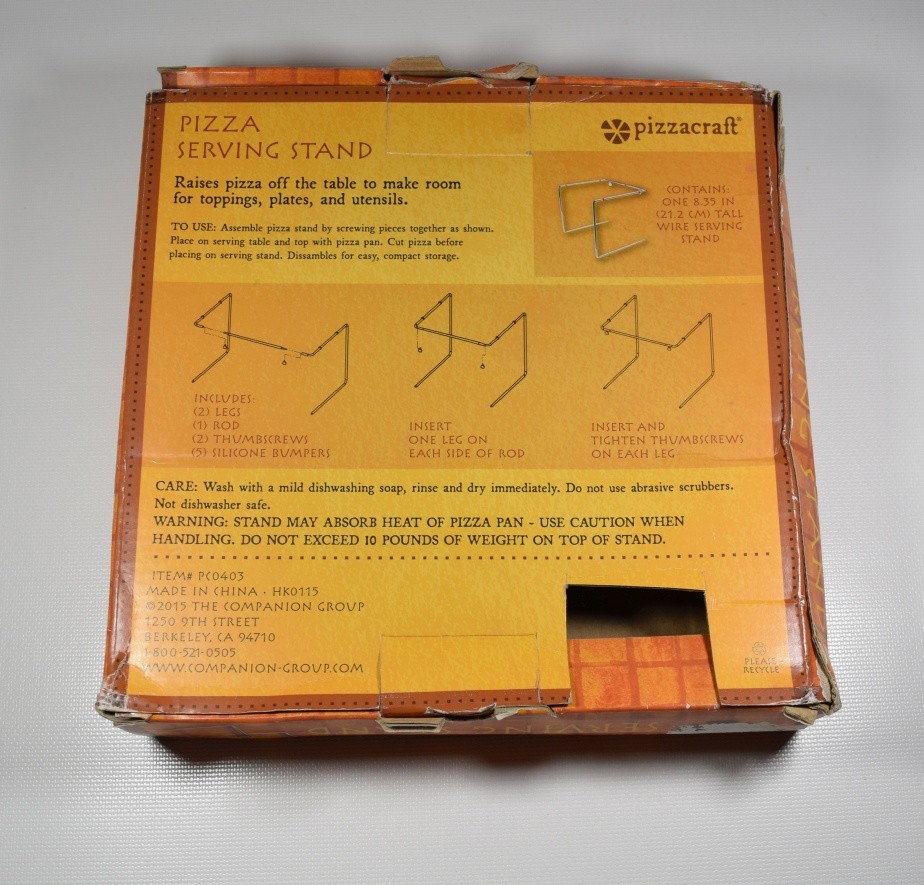 PIZZA
SERVING STAND
pizzacraft®
Raises pizza off the table to make room
for toppings, plates, and utensils.
TO USE: Assemble pizza stand by screwing pieces together as shown.
Place on serving table and top with pizza pan. Cut pizza before
placing on serving stand. Dissambles for easy, compact storage.
CONTAINS:
ONE 8.35 IN
(21.2 CM) TALL
WIRE SERVING
STAND
INCLUDES:
(2) LEGS
(1) ROD
(2) THUMBSCREWS
(5) SILICONE BUMPERS
INSERT
ONE LEG ON
EACH SIDE OF ROD
INSERT AND
TIGHTEN THUMBSCREWS
ON EACH LEG
CARE: Wash with a mild dishwashing soap, rinse and dry immediately. Do not use abrasive scrubbers.
Not dishwasher safe.
WARNING: STAND MAY ABSORB HEAT OF PIZZA PAN - USE CAUTION WHEN
HANDLING. DO NOT EXCEED 10 POUNDS OF WEIGHT ON TOP OF STAND.
ITEM# PC0403
MADE IN CHINA · HK0115
©2015 THE COMPANION GROUP
1250 9TH STREET
BERKELEY, CA 94710
1-800-521-0505
WWW.COMPANION-GROUP.COM
PLEASE
RECYCLE
SERVING